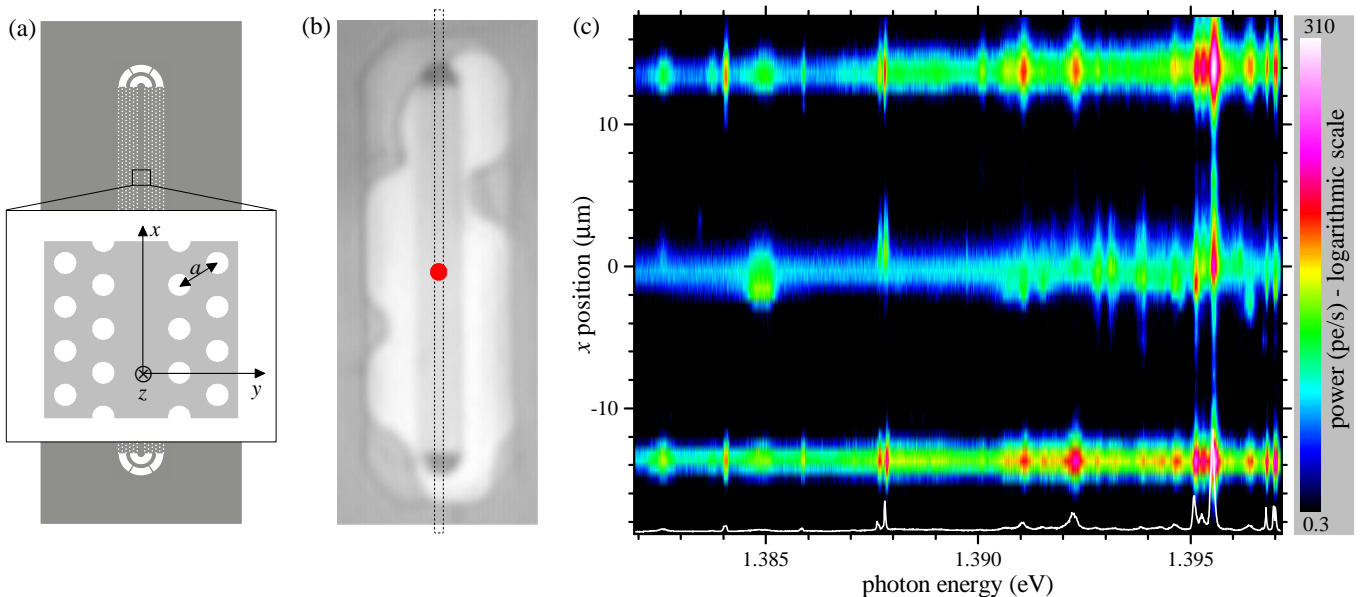 (a)
x
a
z
y
(b)
(c)
x position (μm)
10
0
-10
1.385
1.390
1.395
photon energy (eV)
310
power (pe/s) - logarithmic scale
0.3